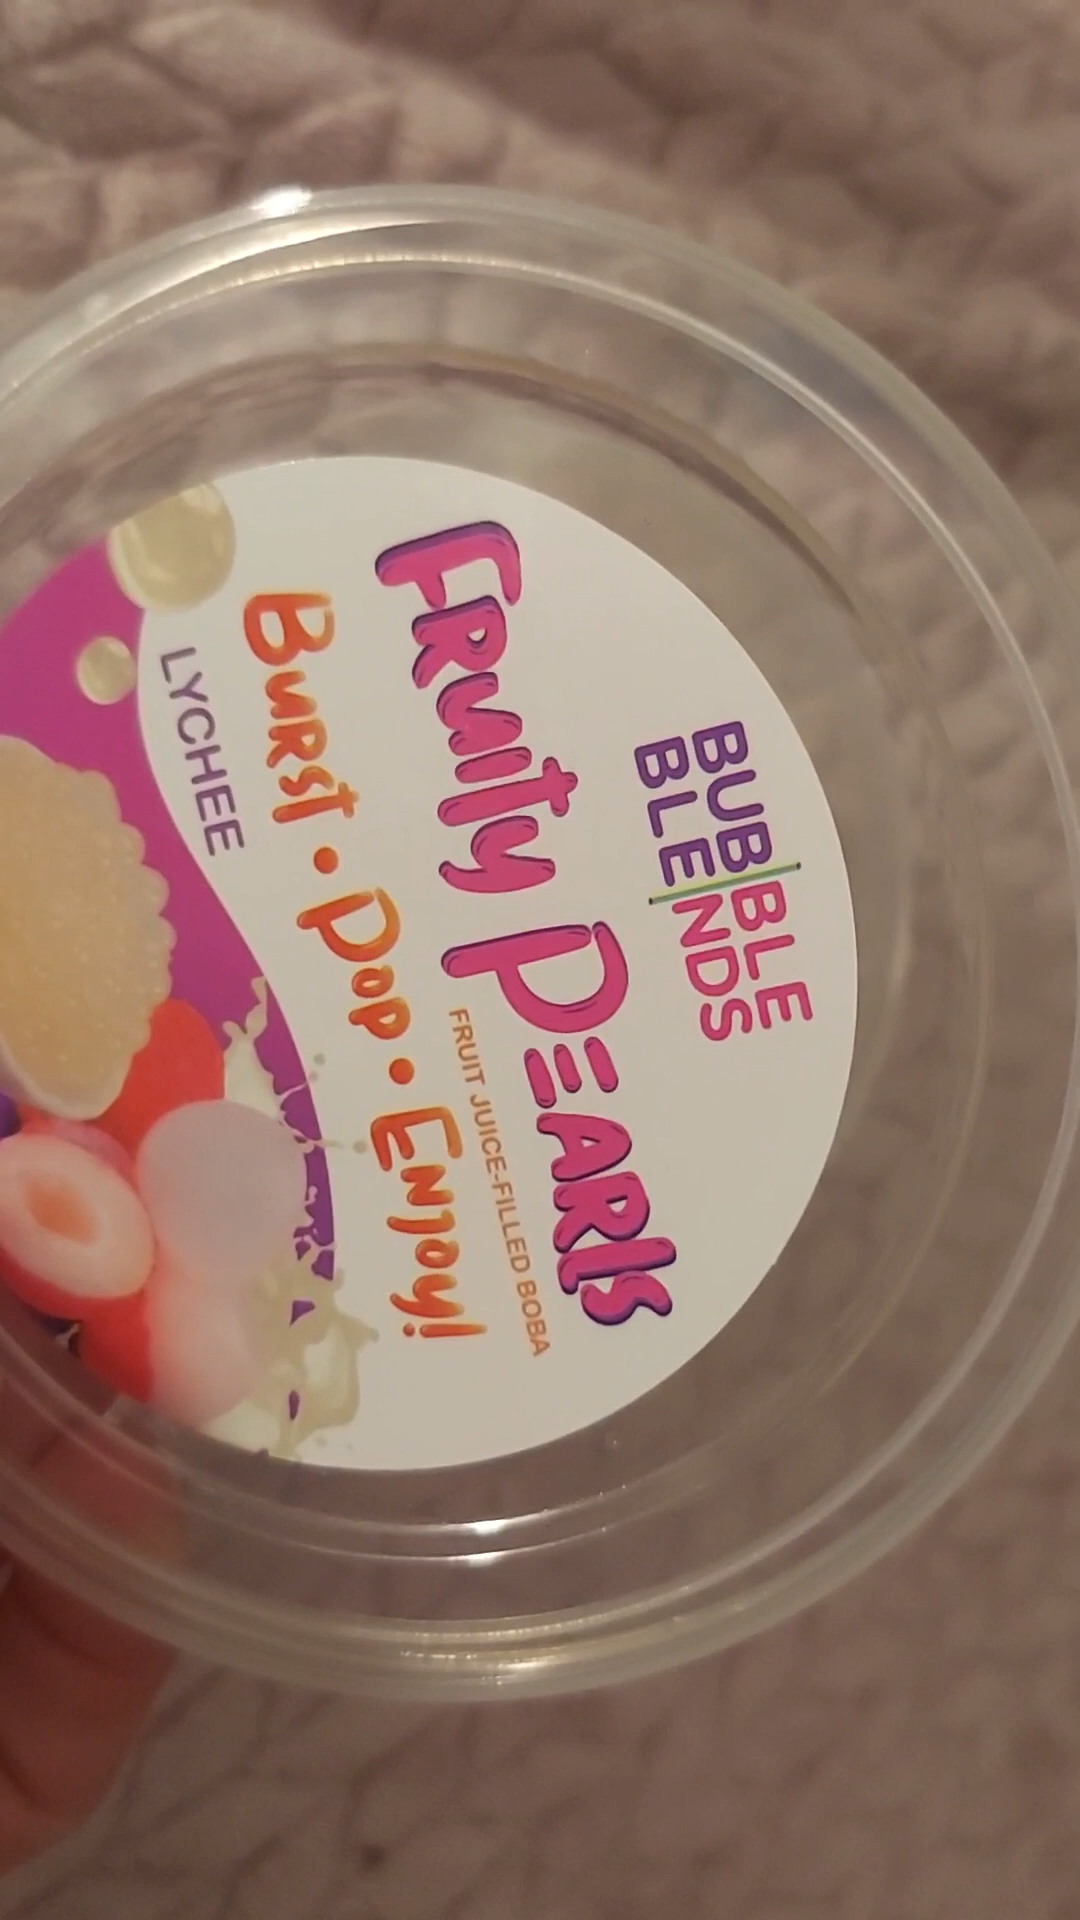 BUBBLE
BLENDS
FRuity PEARls
FRUIT JUICE-FILLED BOBA
BuRSt • Pop • Enjoy!
LYCHEE